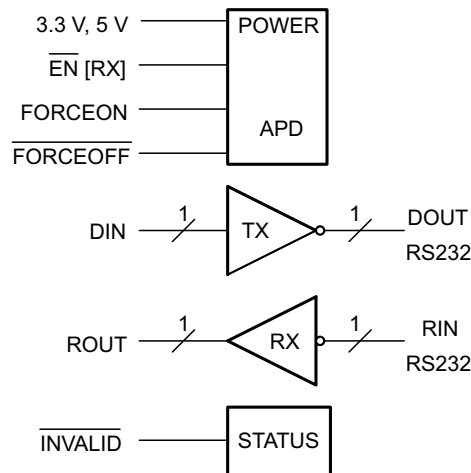 3.3 V, 5 V
POWER
EN [RX]
FORCEON
APD
FORCEOFF
DIN
1
TX
1
DOUT
RS232
ROUT
1
RX
1
RIN
RS232
INVALID
STATUS